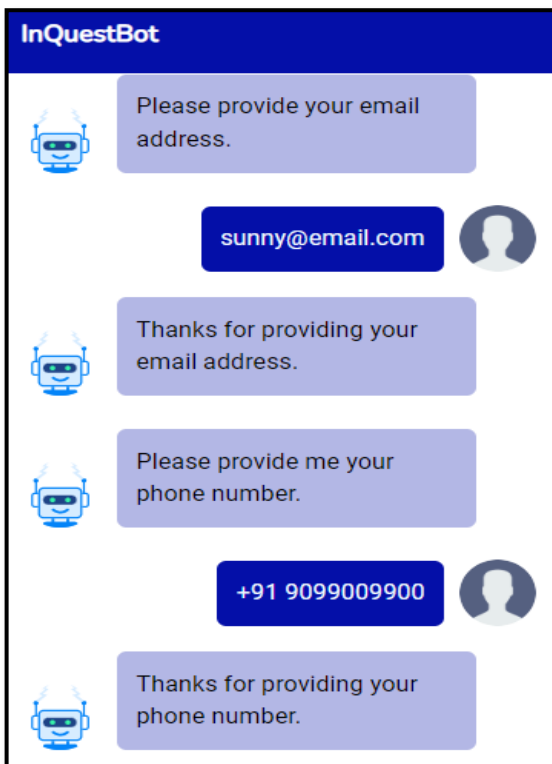 InQuestBot
Please provide your email
address.
sunny@email.com
Thanks for providing your
email address.
Please provide me your
phone number.
+91 9099009900
Thanks for providing your
phone number.